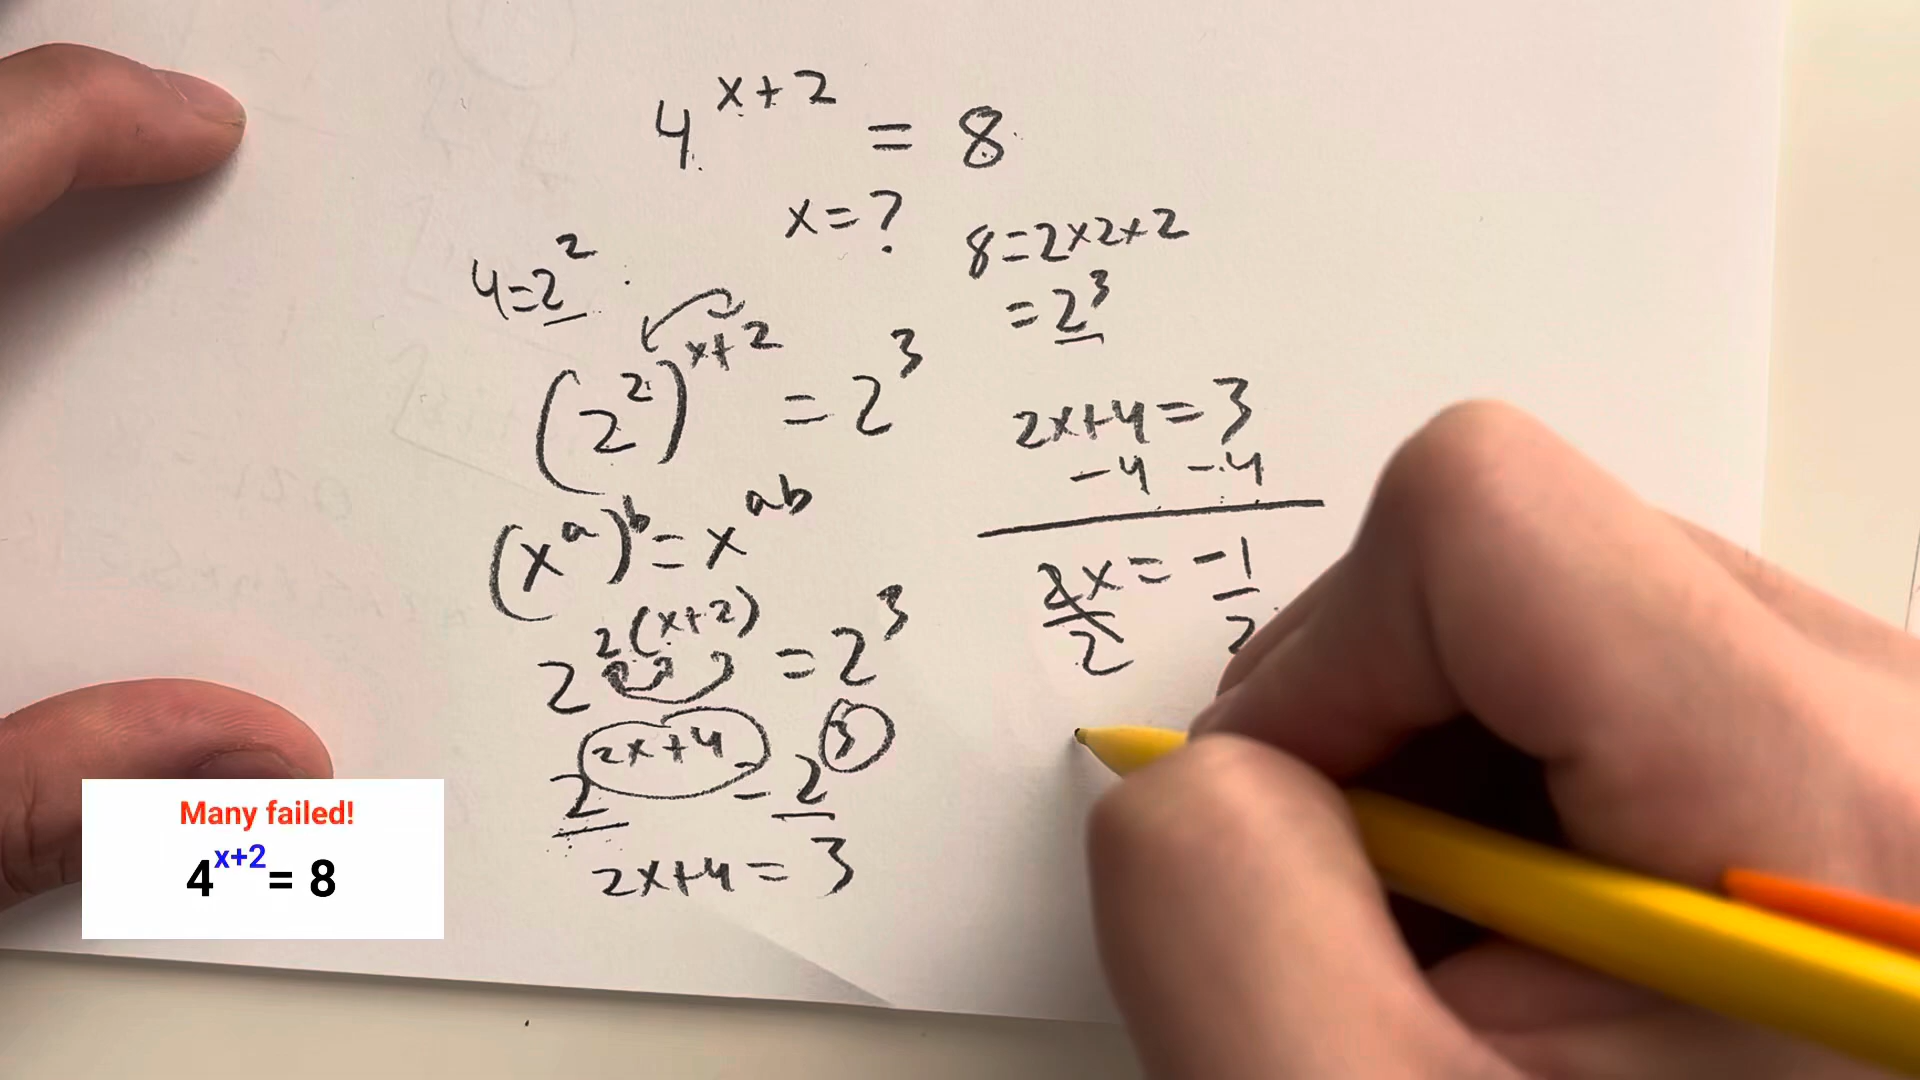 4^{x+2} = 8
x=?
4=2^2
8=2×2×2
=2^3
(2^2)^{x+2} = 2^3
(x^a)^b = x^{ab}
2^{2(x+2)} = 2^3
2^{2x+4} = 2^3
2x+4=3
2x+4=3
-4 -4
2x = -1
2 2
Many failed!
4^{x+2} = 8